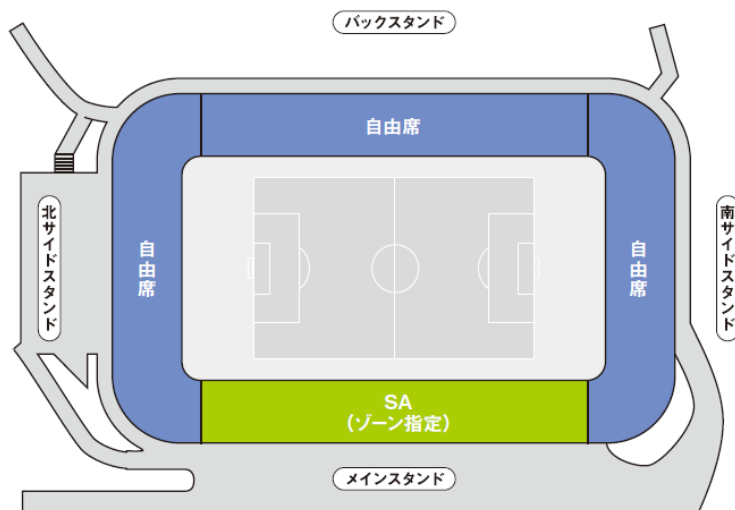 バックスタンド
自由席
北サイドスタンド
自由席
自由席
南サイドスタンド
SA
(ゾーン指定)
メインスタンド